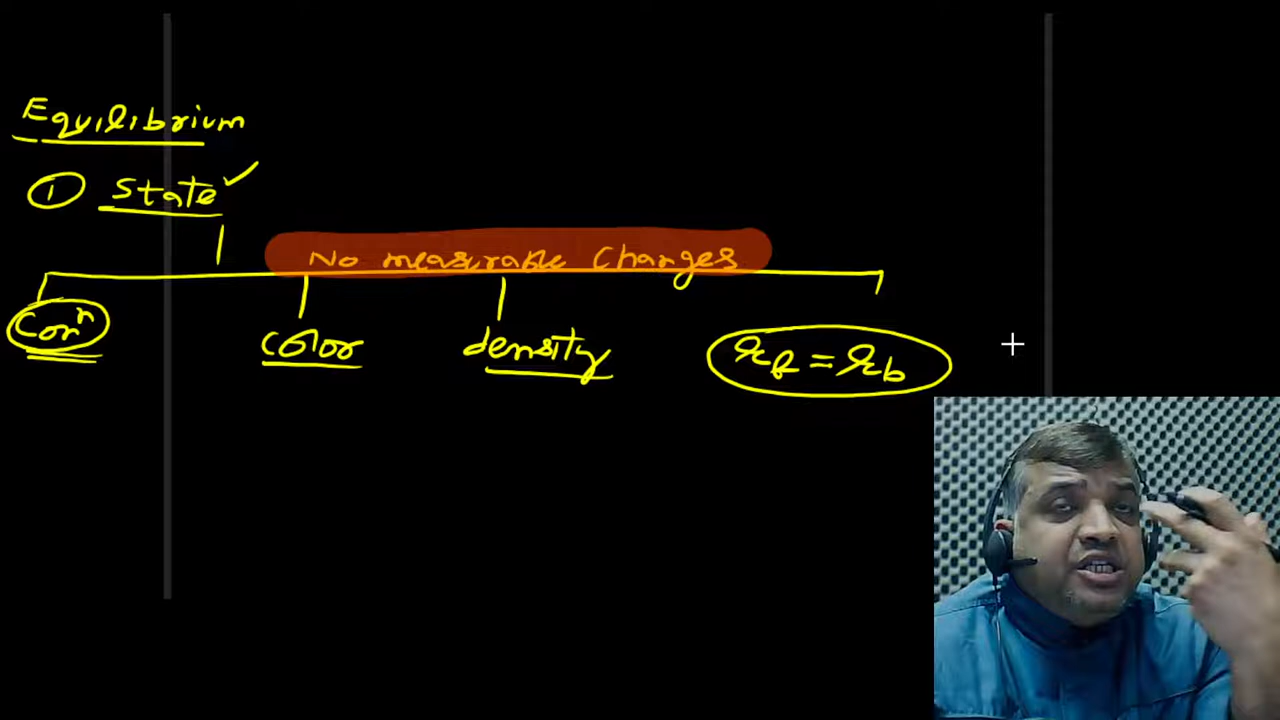 Equilibrium
① State ✓
No measurable Changes
Conⁿ color density r_f = r_b